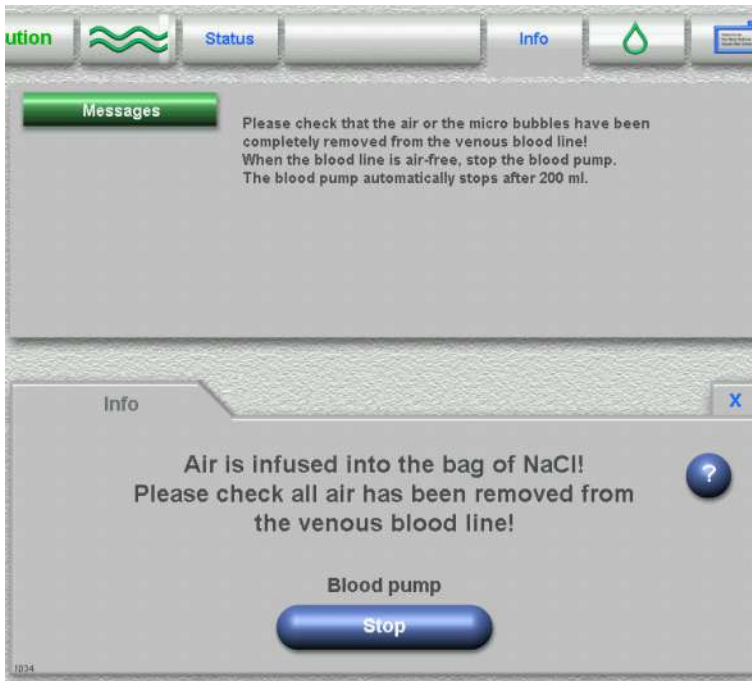 ution
Status
Info
Messages
Please check that the air or the micro bubbles have been
completely removed from the venous blood line!
When the blood line is air-free, stop the blood pump.
The blood pump automatically stops after 200 ml.
Info
X
Air is infused into the bag of NaCl!
?
Please check all air has been removed from
the venous blood line!
Blood pump
Stop
1034